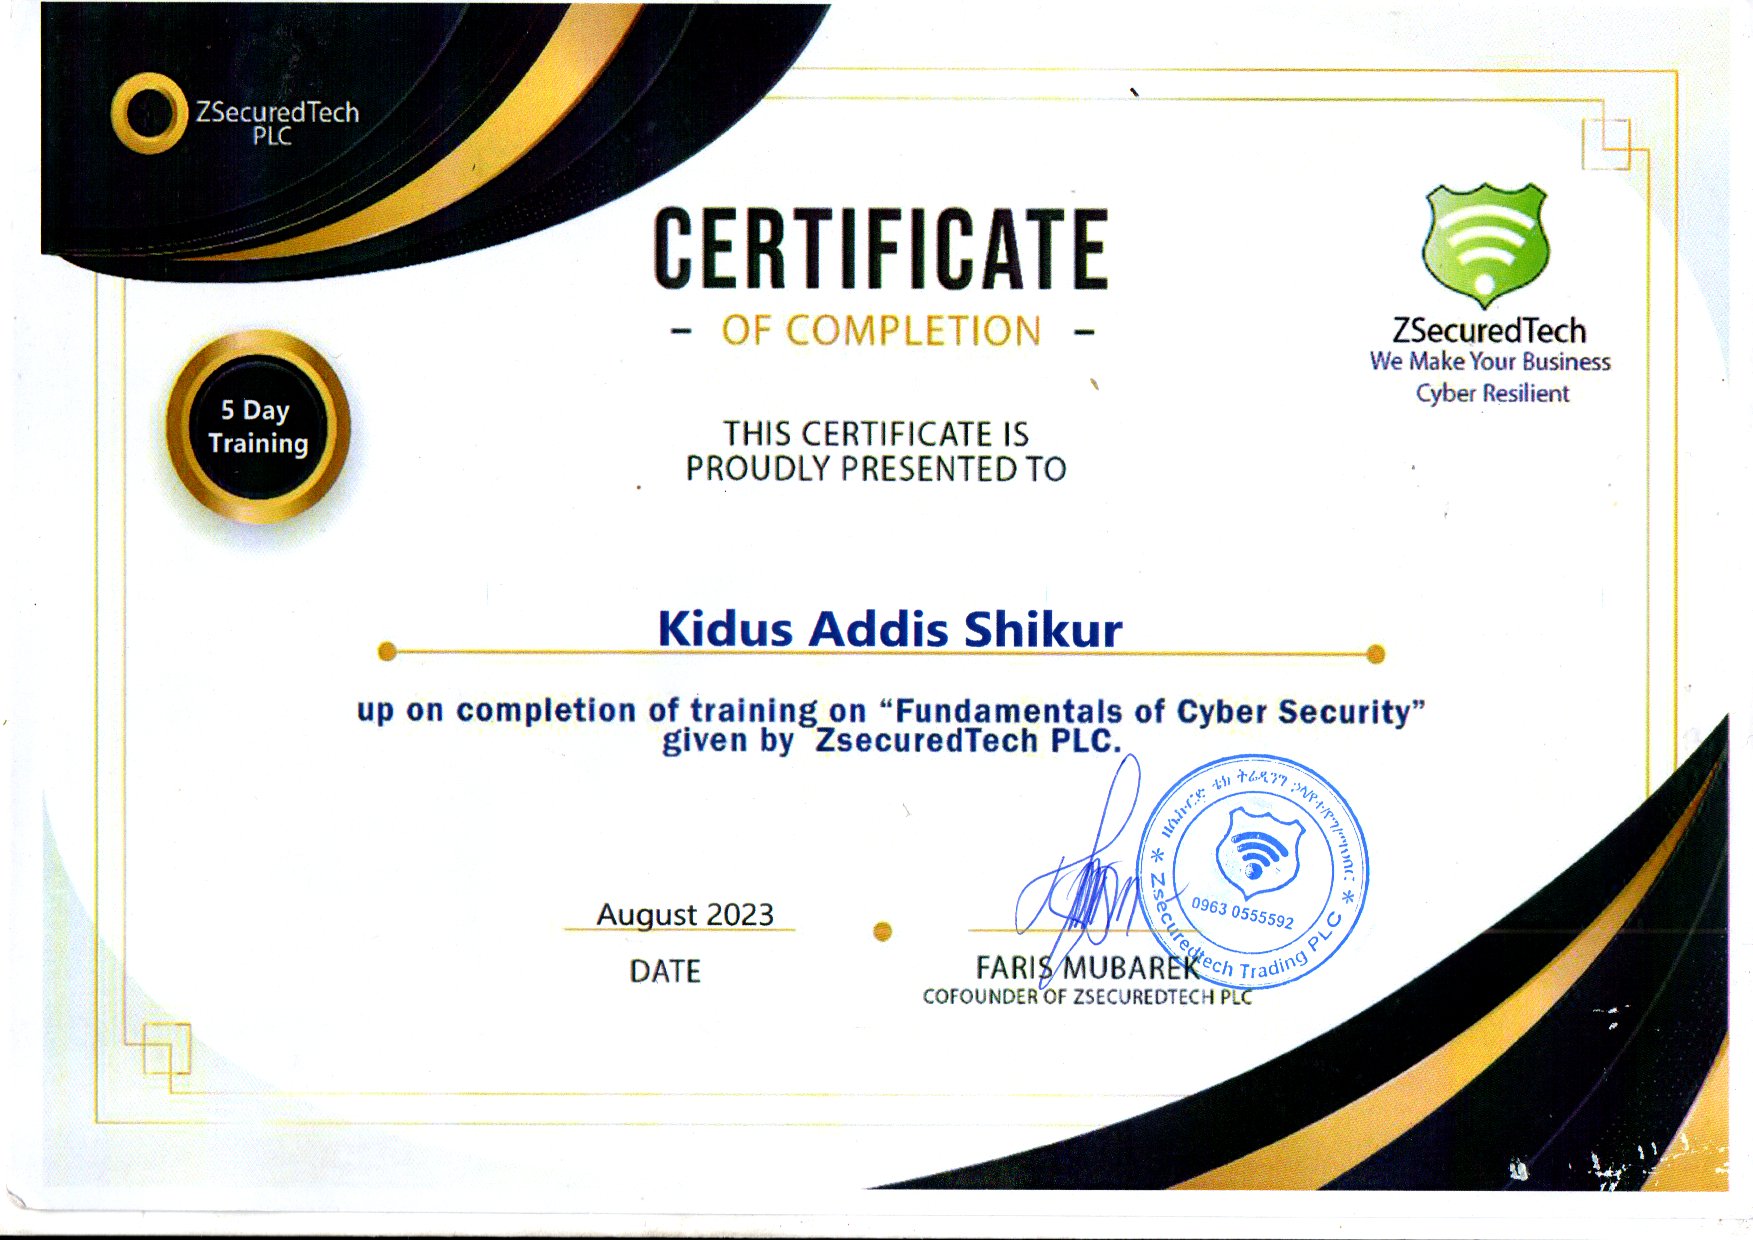 ZSecuredTech
PLC
CERTIFICATE
- OF COMPLETION -
ZSecuredTech
We Make Your Business
Cyber Resilient
5 Day
Training
THIS CERTIFICATE IS
PROUDLY PRESENTED TO
Kidus Addis Shikur
up on completion of training on “Fundamentals of Cyber Security”
given by ZsecuredTech PLC.
August 2023
DATE
FARIS MUBAREK
COFOUNDER OF ZSECUREDTECH PLC
ቴክ ትሬዲንግ
0963 0555592
* Zsecuredtech Trading PLC *